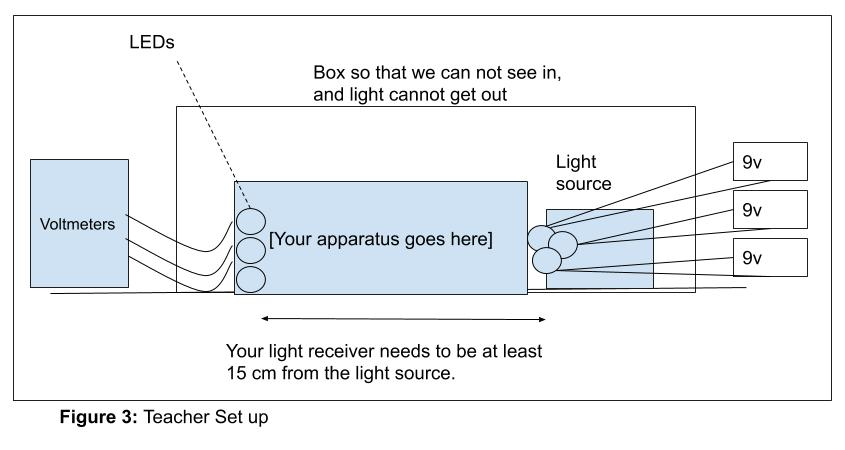 LEDs
Box so that we can not see in,
and light cannot get out
Light
source
9v
9v
9v
Voltmeters
[Your apparatus goes here]
Your light receiver needs to be at least
15 cm from the light source.
Figure 3: Teacher Set up